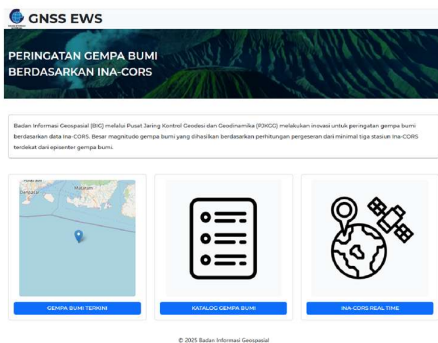 GNSS EWS
PERINGATAN GEMPA BUMI
BERDASARKAN INA-CORS
Badan Informasi Geospasial (BIG) melalui Pusat Jaring Kontrol Geodesi dan Geodinamika (PJKGG) melakukan inovasi untuk peringatan gempa bumi
berdasarkan data Ina-CORS. Besar magnitudo gempa bumi yang dihasilkan berdasarkan perhitungan pergeseran dari minimal tiga stasiun Ina-CORS
terdekat dari episenter gempa bumi.
Mataram
Denpasar
GEMPA BUMI TERKINI
KATALOG GEMPA BUMI
INA-CORS REAL TIME
© 2025 Badan Informasi Geospasial